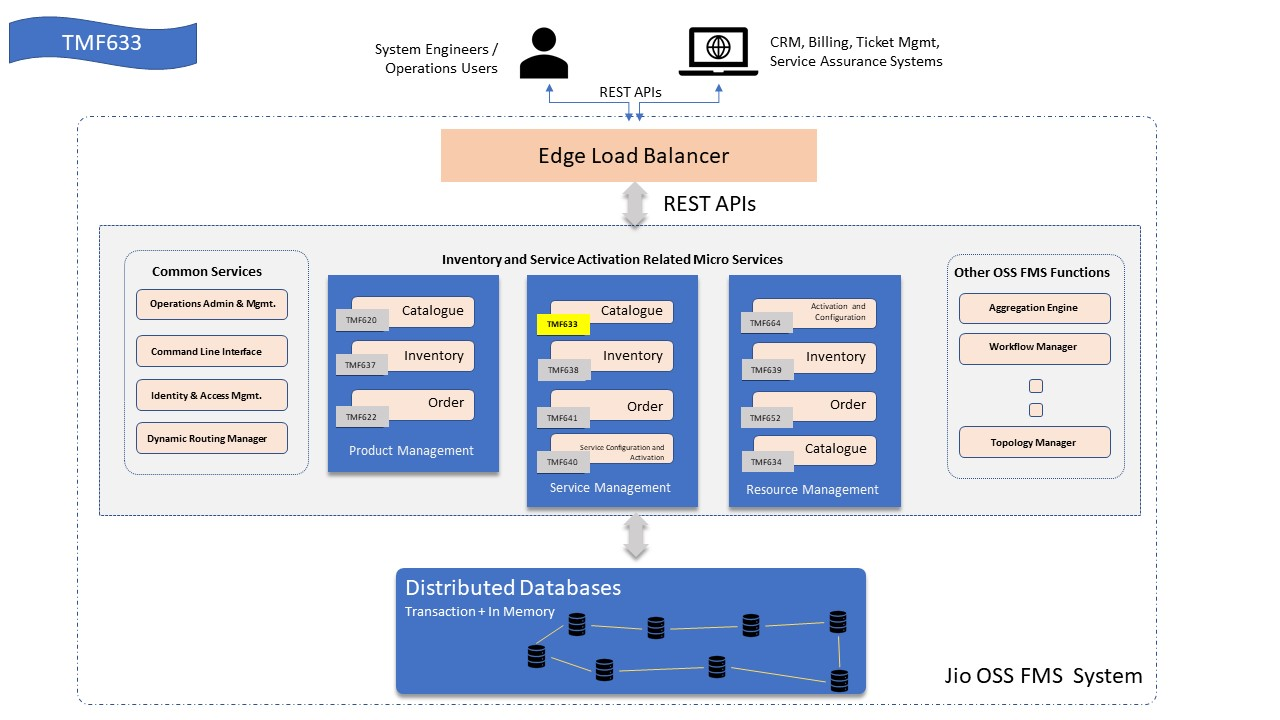 TMF633
System Engineers /
Operations Users
CRM, Billing, Ticket Mgmt,
Service Assurance Systems
REST APIs
Edge Load Balancer
REST APIs
Inventory and Service Activation Related Micro Services
Common Services
Operations Admin & Mgmt.
Command Line Interface
Identity & Access Mgmt.
Dynamic Routing Manager
Catalogue
TMF620
Inventory
TMF637
Order
TMF622
Product Management
Catalogue
TMF633
Inventory
TMF638
Order
TMF641
Service Configuration and
Activation
TMF640
Service Management
Activation and
Configuration
TMF664
Inventory
TMF639
Order
TMF652
Catalogue
TMF634
Resource Management
Other OSS FMS Functions
Aggregation Engine
Workflow Manager
Topology Manager
Distributed Databases
Transaction + In Memory
Jio OSS FMS System